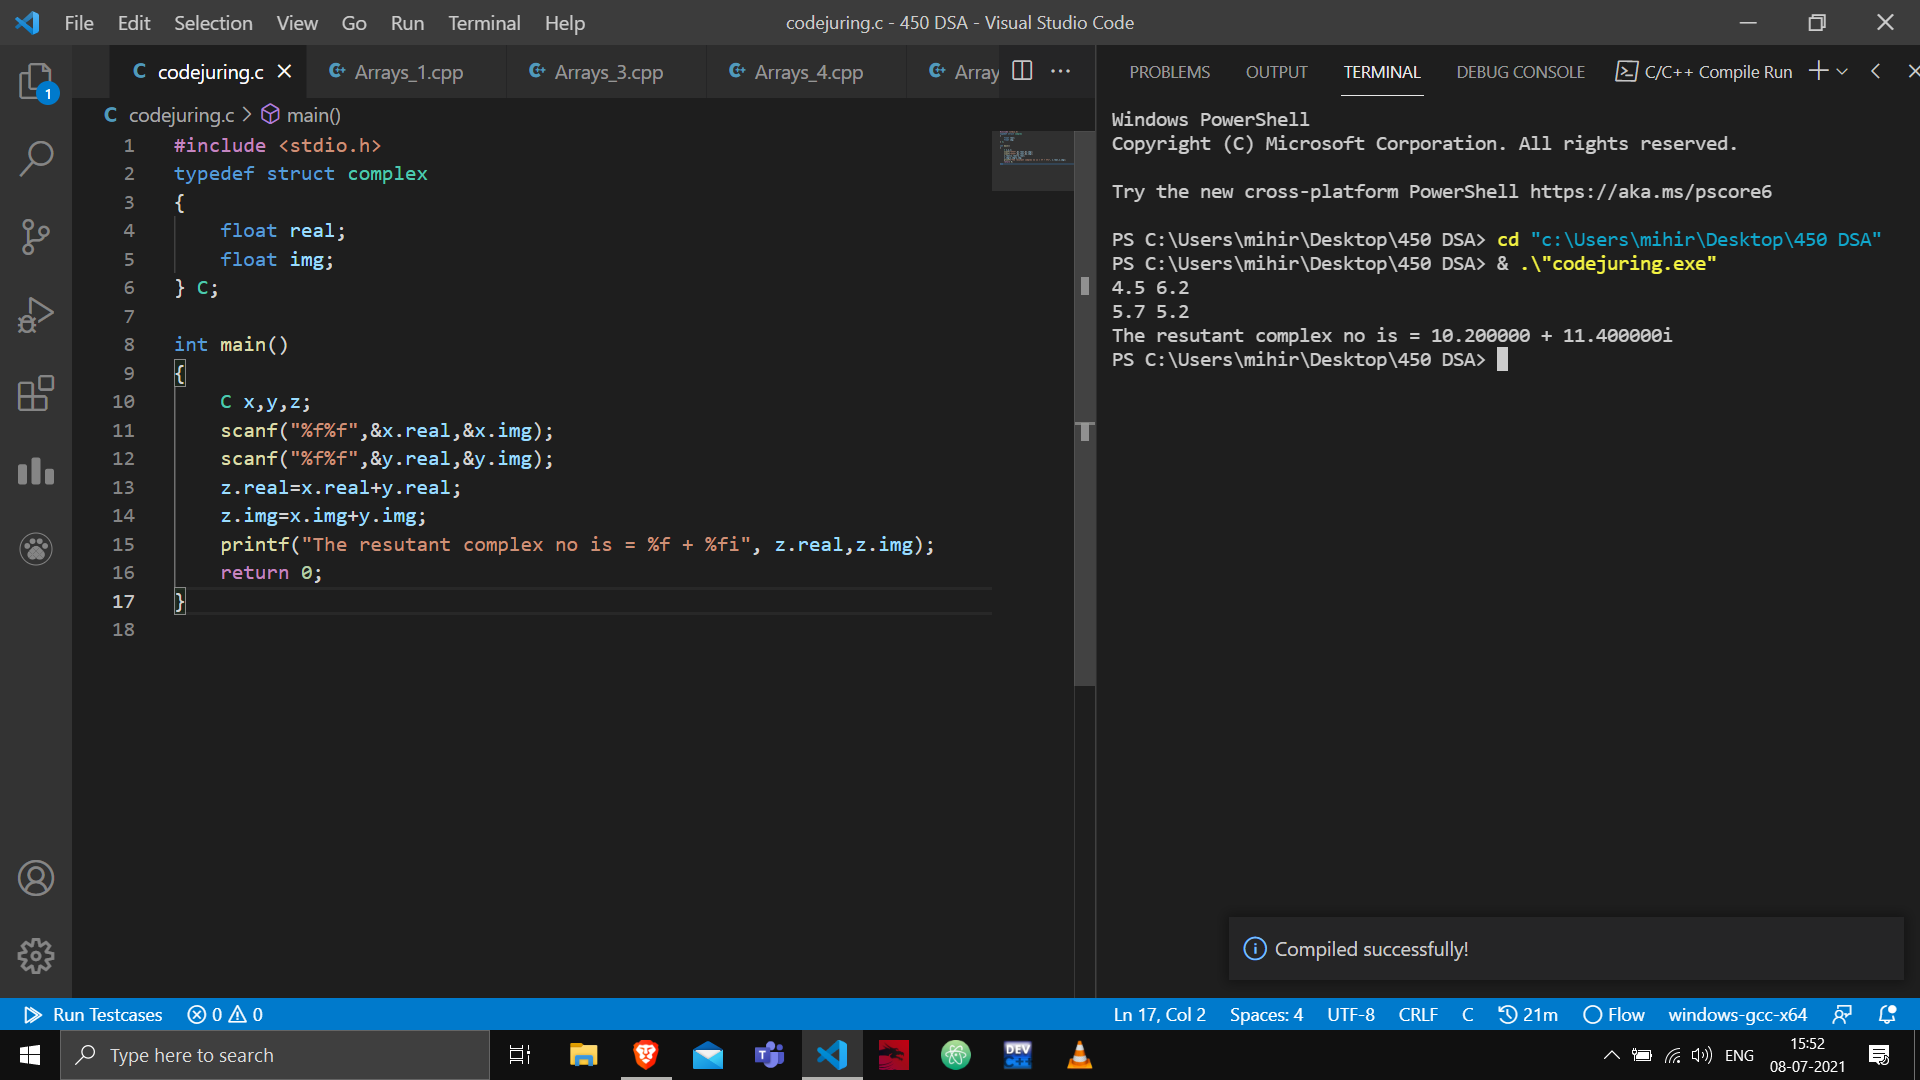 File Edit Selection View Go Run Terminal Help
codejuring.c - 450 DSA - Visual Studio Code
C codejuring.c
Arrays_1.cpp
Arrays_3.cpp
Arrays_4.cpp
Array
C codejuring.c > main()
1 #include <stdio.h>
2 typedef struct complex
3 {
4     float real;
5     float img;
6 } C;
7
8 int main()
9 {
10     C x,y,z;
11     scanf("%f%f",&x.real,&x.img);
12     scanf("%f%f",&y.real,&y.img);
13     z.real=x.real+y.real;
14     z.img=x.img+y.img;
15     printf("The resutant complex no is = %f + %fi", z.real,z.img);
16     return 0;
17 }
18
PROBLEMS OUTPUT TERMINAL DEBUG CONSOLE C/C++ Compile Run
Windows PowerShell
Copyright (C) Microsoft Corporation. All rights reserved.
Try the new cross-platform PowerShell https://aka.ms/pscore6
PS C:\Users\mihir\Desktop\450 DSA> cd "c:\Users\mihir\Desktop\450 DSA"
PS C:\Users\mihir\Desktop\450 DSA> & .\"codejuring.exe"
4.5 6.2
5.7 5.2
The resutant complex no is = 10.200000 + 11.400000i
PS C:\Users\mihir\Desktop\450 DSA>
Compiled successfully!
1
Run Testcases 0 0
Ln 17, Col 2 Spaces: 4 UTF-8 CRLF C 21m Flow windows-gcc-x64
Type here to search
DEV C++
ENG
15:52
08-07-2021